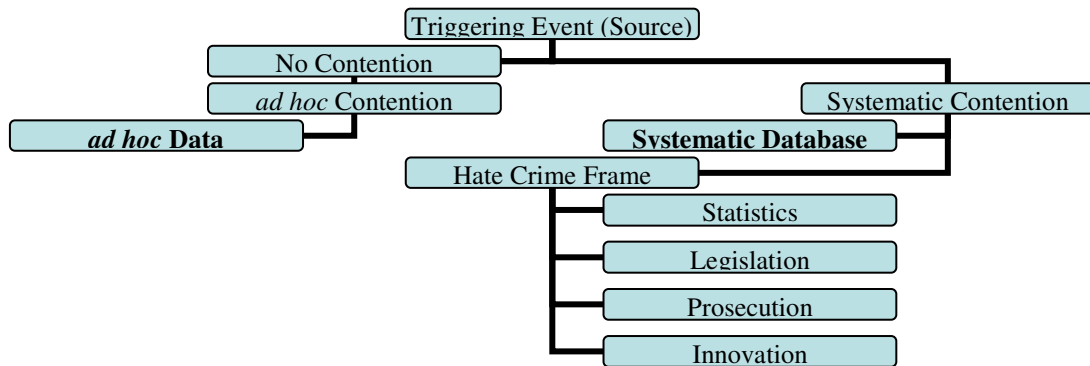 Triggering Event (Source)
No Contention
ad hoc Contention
Systematic Contention
ad hoc Data
Systematic Database
Hate Crime Frame
Statistics
Legislation
Prosecution
Innovation